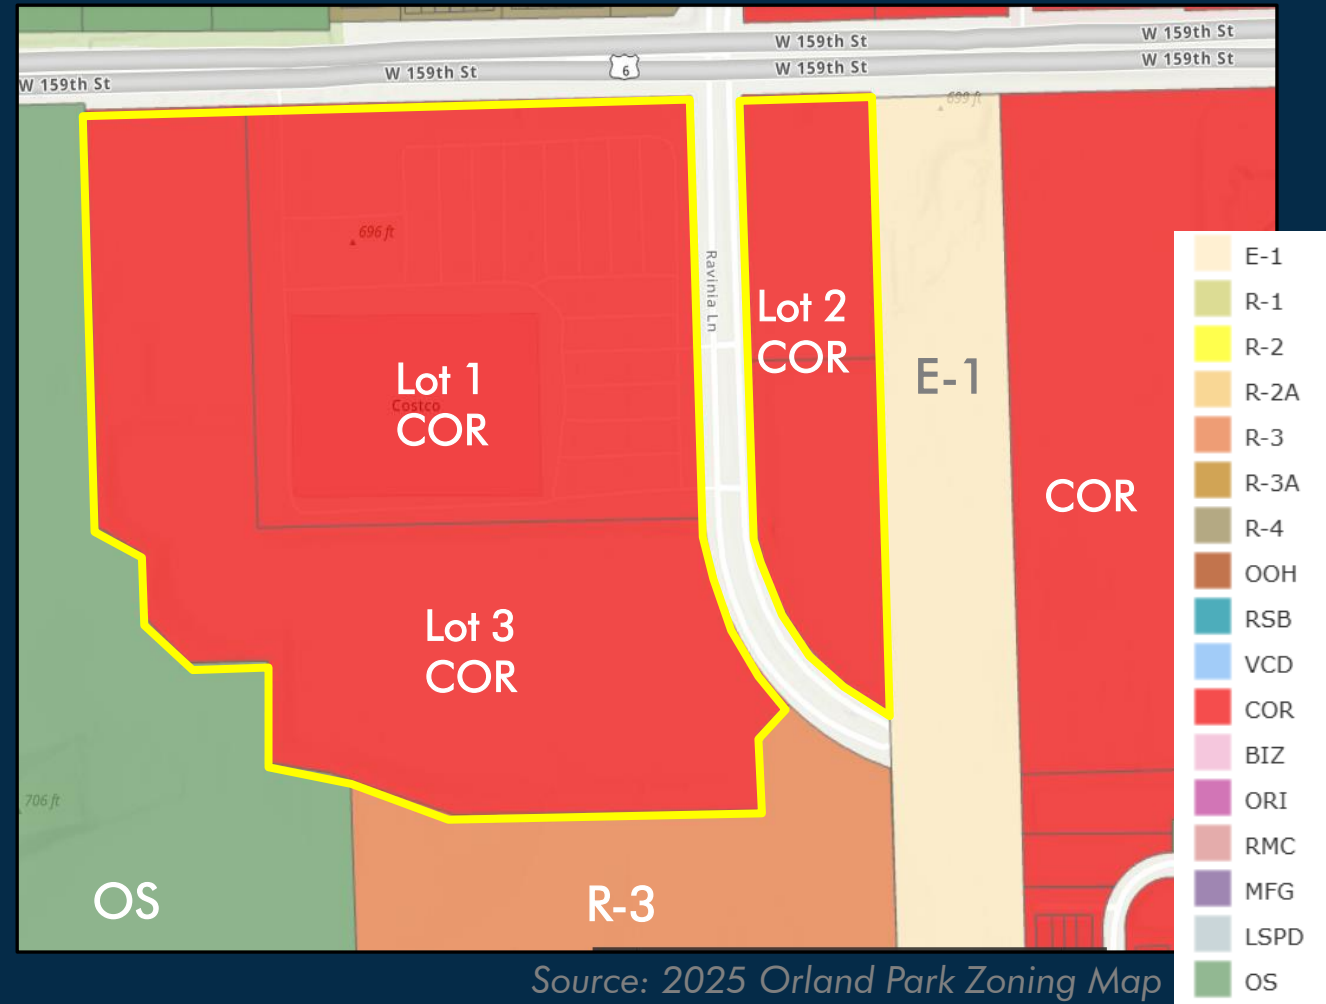 W 159th St
W 159th St
W 159th St
W 159th St
W 159th St
W 159th St
6
699 ft
696 ft
Ravinia Ln
Lot 1
COR
Costco
Lot 2
COR
E-1
COR
Lot 3
COR
706 ft
OS
R-3
E-1
R-1
R-2
R-2A
R-3
R-3A
R-4
OOH
RSB
VCD
COR
BIZ
ORI
RMC
MFG
LSPD
OS
Source: 2025 Orland Park Zoning Map